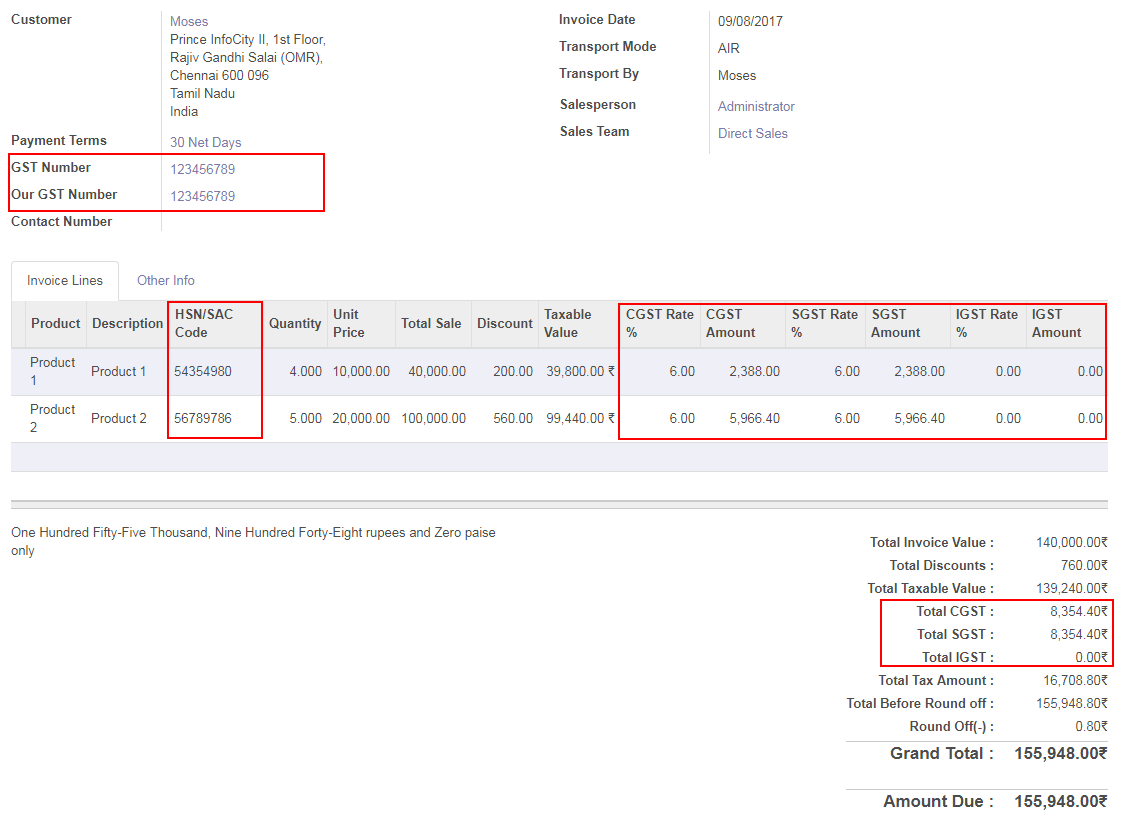 Customer
Moses
Prince InfoCity II, 1st Floor,
Rajiv Gandhi Salai (OMR),
Chennai 600 096
Tamil Nadu
India
Payment Terms 30 Net Days
GST Number 123456789
Our GST Number 123456789
Contact Number
Invoice Date 09/08/2017
Transport Mode AIR
Transport By Moses
Salesperson Administrator
Sales Team Direct Sales
Invoice Lines Other Info
Product Description HSN/SAC Code Quantity Unit Price Total Sale Discount Taxable Value CGST Rate % CGST Amount SGST Rate % SGST Amount IGST Rate % IGST Amount
Product 1 Product 1 54354980 4.000 10,000.00 40,000.00 200.00 39,800.00 ₹ 6.00 2,388.00 6.00 2,388.00 0.00 0.00
Product 2 Product 2 56789786 5.000 20,000.00 100,000.00 560.00 99,440.00 ₹ 6.00 5,966.40 6.00 5,966.40 0.00 0.00
One Hundred Fifty-Five Thousand, Nine Hundred Forty-Eight rupees and Zero paise
only
Total Invoice Value : 140,000.00₹
Total Discounts : 760.00₹
Total Taxable Value : 139,240.00₹
Total CGST : 8,354.40₹
Total SGST : 8,354.40₹
Total IGST : 0.00₹
Total Tax Amount : 16,708.80₹
Total Before Round off : 155,948.80₹
Round Off(-) : 0.80₹
Grand Total : 155,948.00₹
Amount Due : 155,948.00₹